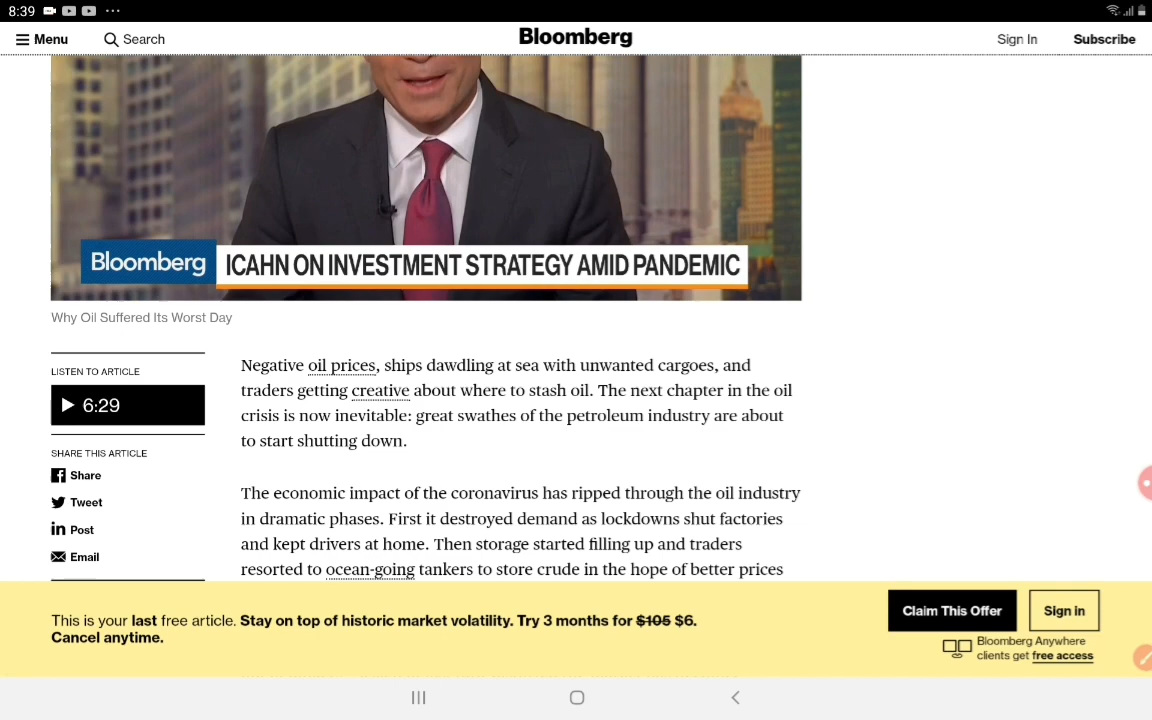 8:39
Menu
Search
Bloomberg
Sign In
Subscribe
Bloomberg
ICAHN ON INVESTMENT STRATEGY AMID PANDEMIC
Why Oil Suffered Its Worst Day
LISTEN TO ARTICLE
6:29
SHARE THIS ARTICLE
Share
Tweet
Post
Email
Negative oil prices, ships dawdling at sea with unwanted cargoes, and
traders getting creative about where to stash oil. The next chapter in the oil
crisis is now inevitable: great swathes of the petroleum industry are about
to start shutting down.
The economic impact of the coronavirus has ripped through the oil industry
in dramatic phases. First it destroyed demand as lockdowns shut factories
and kept drivers at home. Then storage started filling up and traders
resorted to ocean-going tankers to store crude in the hope of better prices
This is your last free article. Stay on top of historic market volatility. Try 3 months for $105 $6.
Cancel anytime.
Claim This Offer
Sign in
Bloomberg Anywhere
clients get free access